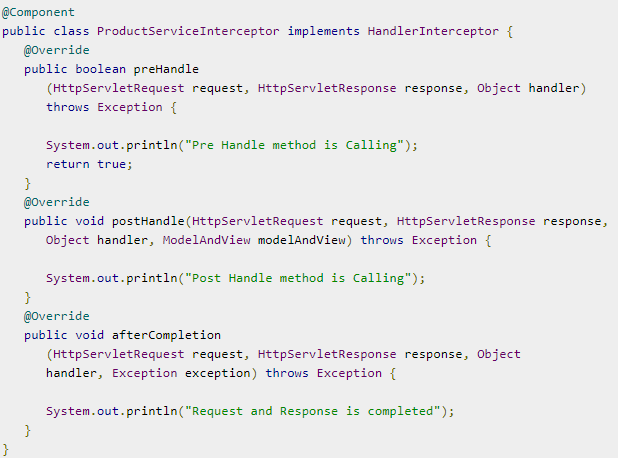 @Component
public class ProductServiceInterceptor implements HandlerInterceptor {
@Override
public boolean preHandle
(HttpServletRequest request, HttpServletResponse response, Object handler)
throws Exception {
System.out.println("Pre Handle method is Calling");
return true;
}
@Override
public void postHandle(HttpServletRequest request, HttpServletResponse response,
Object handler, ModelAndView modelAndView) throws Exception {
System.out.println("Post Handle method is Calling");
}
@Override
public void afterCompletion
(HttpServletRequest request, HttpServletResponse response, Object
handler, Exception exception) throws Exception {
System.out.println("Request and Response is completed");
}
}